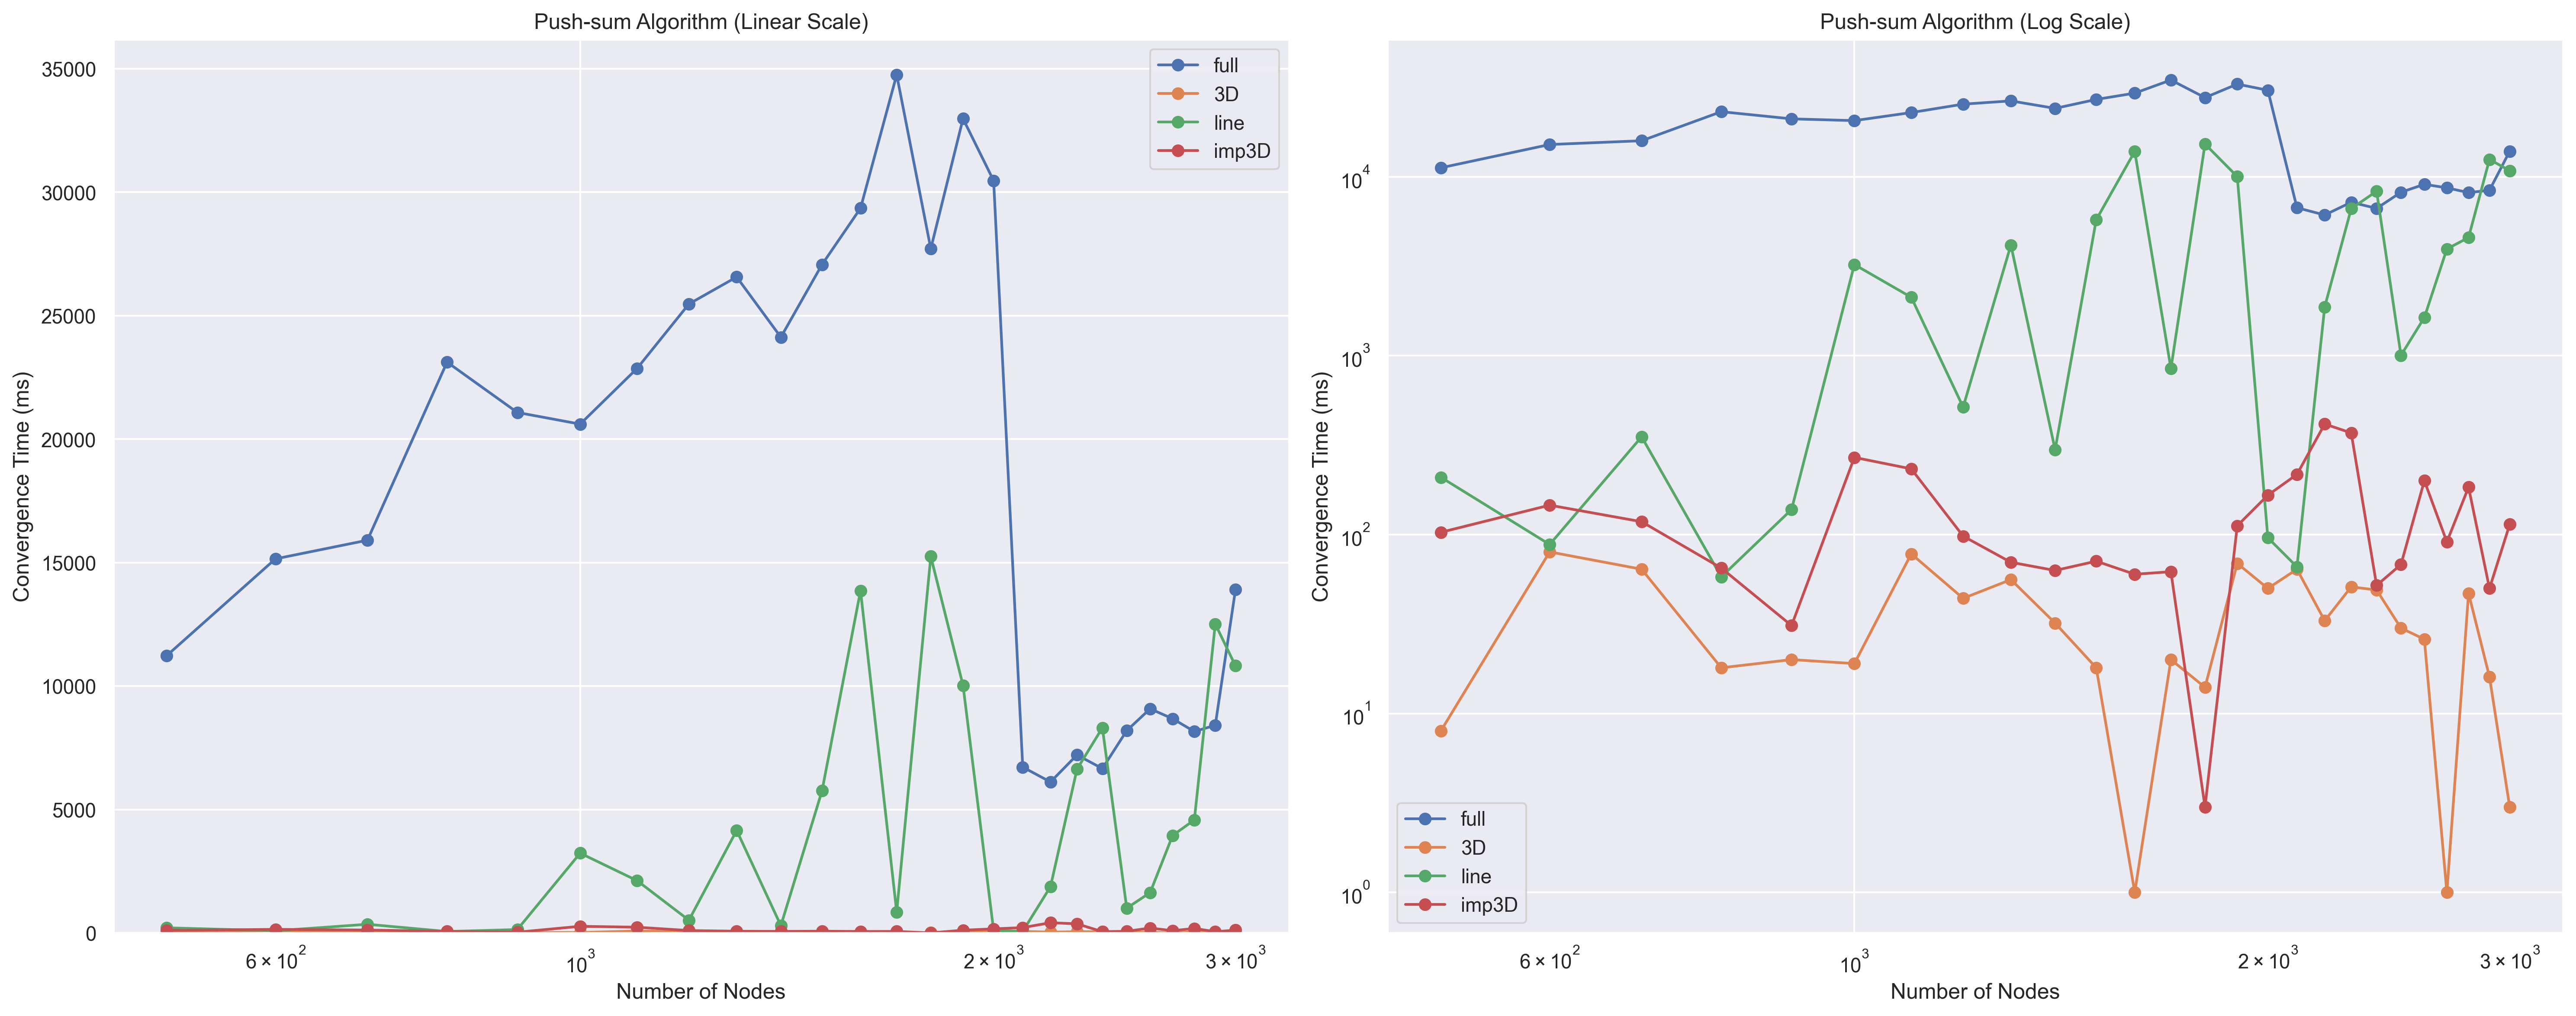 Push-sum Algorithm (Linear Scale)
35000
30000
25000
20000
15000
10000
5000
0
Convergence Time (ms)
full
3D
line
imp3D
6 × 10²
10³
2 × 10³
3 × 10³
Number of Nodes
Push-sum Algorithm (Log Scale)
10⁴
10³
10²
10¹
10⁰
Convergence Time (ms)
full
3D
line
imp3D
6 × 10²
10³
2 × 10³
3 × 10³
Number of Nodes